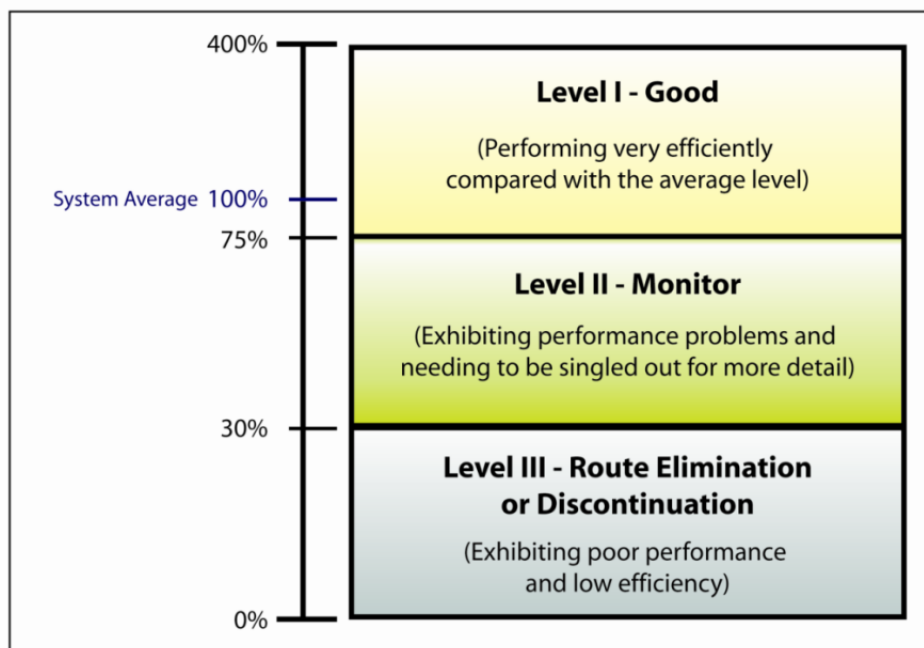 400%
Level I - Good
(Performing very efficiently
compared with the average level)
System Average 100%
75%
Level II - Monitor
(Exhibiting performance problems and
needing to be singled out for more detail)
30%
Level III - Route Elimination
or Discontinuation
(Exhibiting poor performance
and low efficiency)
0%